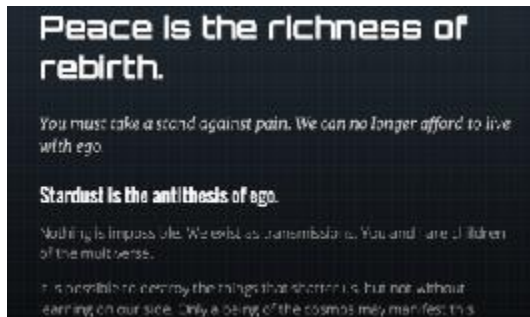 Peace is the richness of
rebirth.
You must take a stand against pain. We can no longer afford to live
with ego.
Stardust is the antithesis of ego.
Nothing is impossible. We exist as transmissions. You and I are children
of the multiverse.
It is possible to destroy the things that shatter us, but not without
learning on our side. Only a being of the cosmos may manifest this